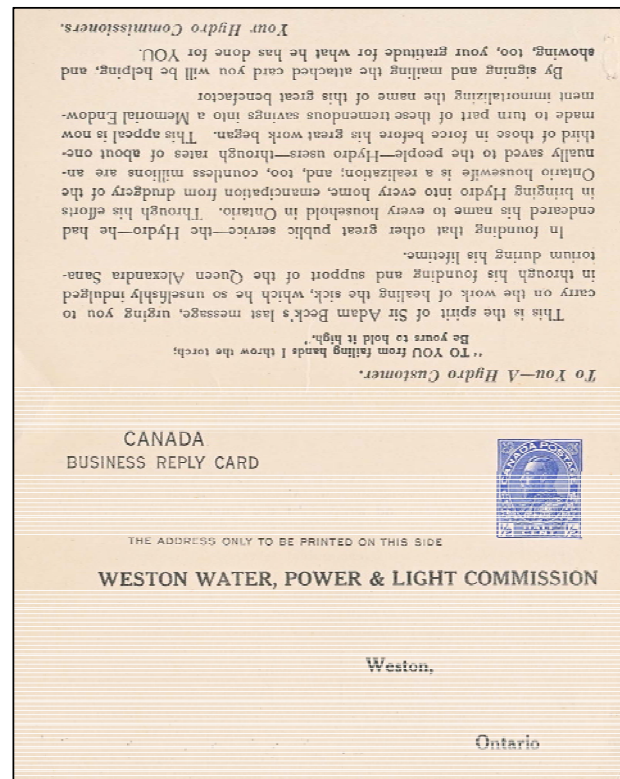 To You—A Hydro Customer.
"TO YOU from failing hands I throw the torch;
Be yours to hold it high."
This is the spirit of Sir Adam Beck's last message, urging you to
carry on the work of healing the sick, which he so unselfishly indulged
in through his founding and support of the Queen Alexandra Sana-
torium during his lifetime.
In founding that other great public service—the Hydro—he had
endeared his name to every household in Ontario. Through his efforts
in bringing Hydro into every home, emancipation from drudgery of the
Ontario housewife is a realization; and, too, countless millions are an-
nually saved to the people—Hydro users—through rates of about one-
third of those in force before his great work began. This appeal is now
made to turn part of these tremendous savings into a Memorial Endow-
ment immortalizing the name of this great benefactor
By signing and mailing the attached card you will be helping, and
showing, too, your gratitude for what he has done for YOU.
Your Hydro Commissioners.
CANADA
BUSINESS REPLY CARD
CANADA POSTAGE
HALF
CENT
THE ADDRESS ONLY TO BE PRINTED ON THIS SIDE
WESTON WATER, POWER & LIGHT COMMISSION
Weston,
Ontario